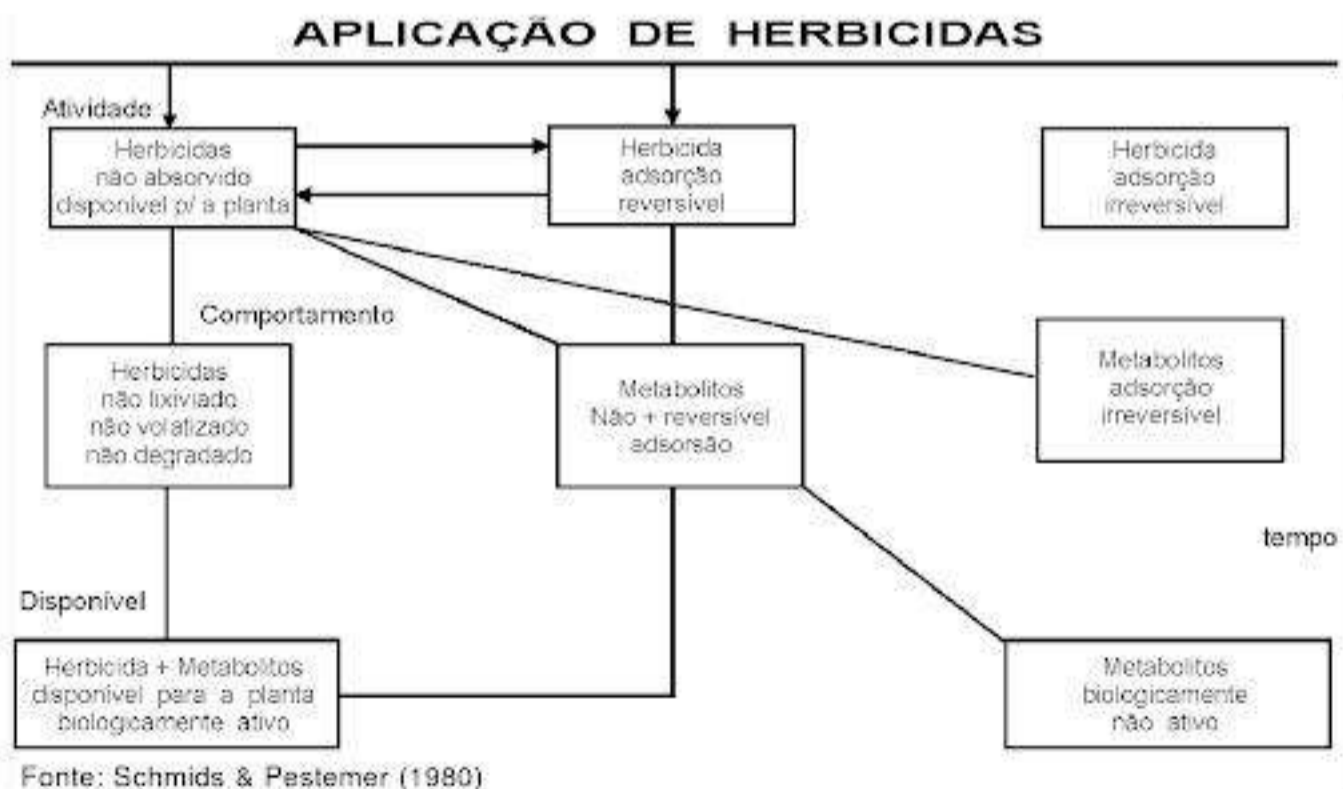 APLICAÇÃO DE HERBICIDAS
Atividade
Herbicidas
não absorvido
disponível p/ a planta
Herbicida
adsorção
reversível
Herbicida
adsorção
irreversível
Comportamento
Herbicidas
não lixiviado
não volatizado
não degradado
Metabolitos
Não + reversível
adsorsão
Metabolitos
adsorção
irreversível
tempo
Disponível
Herbicida + Metabolitos
disponível para a planta
biologicamente ativo
Metabolitos
biologicamente
não ativo
Fonte: Schmids & Pestemer (1980)